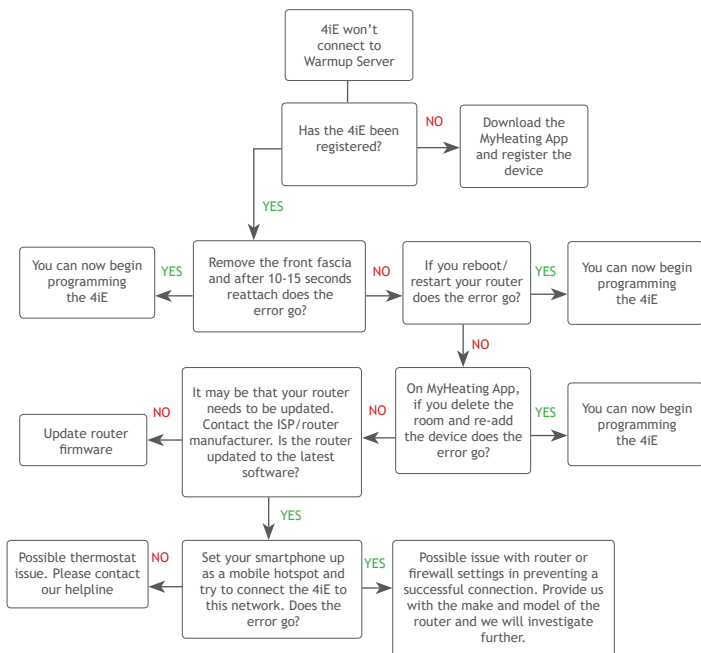 4iE won't
connect to
Warmup Server
Has the 4iE been
registered?
NO
Download the
MyHeating App
and register the
device
YES
You can now begin
programming
the 4iE
YES
Remove the front fascia
and after 10-15 seconds
reattach does the
error go?
NO
If you reboot/
restart your router
does the error go?
YES
You can now begin
programming
the 4iE
NO
It may be that your router
needs to be updated.
Contact the ISP/router
manufacturer. Is the router
updated to the latest
software?
NO
On MyHeating App,
if you delete the
room and re-add
the device does the
error go?
YES
You can now begin
programming
the 4iE
NO
Update router
firmware
YES
Possible thermostat
issue. Please contact
our helpline
NO
Set your smartphone up
as a mobile hotspot and
try to connect the 4iE to
this network. Does the
error go?
YES
Possible issue with router or
firewall settings in preventing a
successful connection. Provide us
with the make and model of the
router and we will investigate
further.